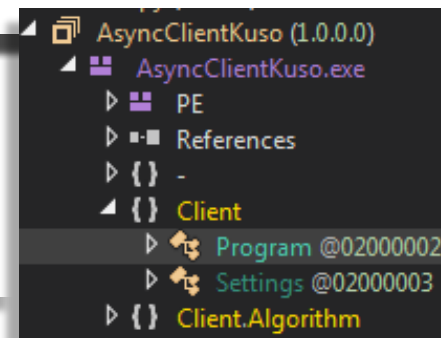 AsyncClientKuso (1.0.0.0)
AsyncClientKuso.exe
PE
References
{ } -
{ } Client
Program @02000002
Settings @02000003
{ } Client.Algorithm